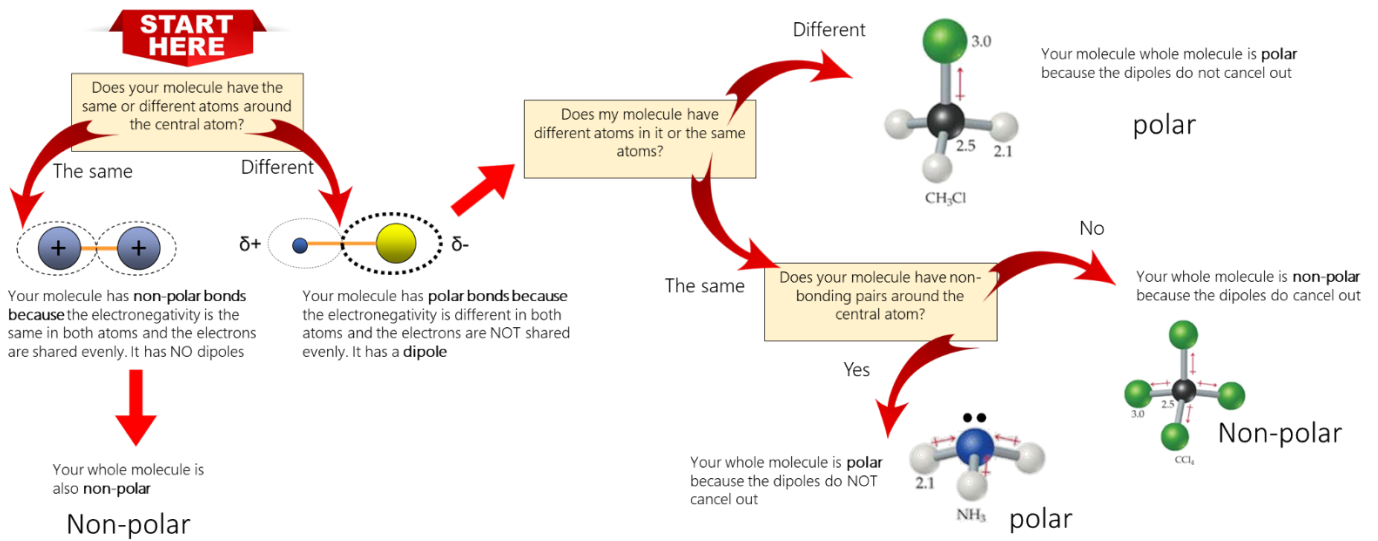 START
HERE
Does your molecule have the
same or different atoms around
the central atom?
The same
Different
+
+
δ+
δ-
Your molecule has non-polar bonds
because the electronegativity is the
same in both atoms and the electrons
are shared evenly. It has NO dipoles
Your molecule has polar bonds because
the electronegativity is different in both
atoms and the electrons are NOT shared
evenly. It has a dipole
Your whole molecule is
also non-polar
Non-polar
Does my molecule have
different atoms in it or the same
atoms?
Different
3.0
2.5
2.1
CH₃Cl
Your molecule whole molecule is polar
because the dipoles do not cancel out
polar
The same
Does your molecule have non-
bonding pairs around the
central atom?
No
Your whole molecule is non-polar
because the dipoles do cancel out
3.0
2.5
CCl₄
Non-polar
Yes
Your whole molecule is polar
because the dipoles do NOT
cancel out
2.1
NH₃
polar